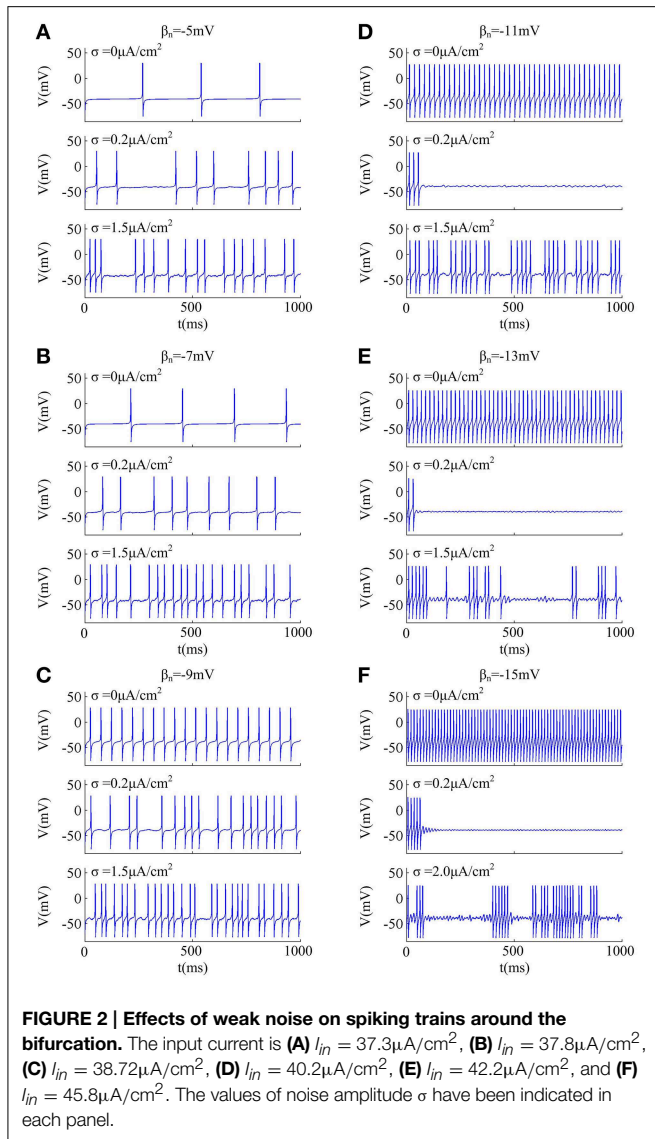 A
βn=-5mV
σ =0μA/cm²
50
0
-50
V(mV)
σ =0.2μA/cm²
50
0
-50
V(mV)
σ =1.5μA/cm²
50
0
-50
V(mV)
0
500
1000
t(ms)
B
βn=-7mV
σ =0μA/cm²
50
0
-50
V(mV)
σ =0.2μA/cm²
50
0
-50
V(mV)
σ =1.5μA/cm²
50
0
-50
V(mV)
0
500
1000
t(ms)
C
βn=-9mV
σ =0μA/cm²
50
0
-50
V(mV)
σ =0.2μA/cm²
50
0
-50
V(mV)
σ =1.5μA/cm²
50
0
-50
V(mV)
0
500
1000
t(ms)
D
βn=-11mV
σ =0μA/cm²
50
0
-50
V(mV)
σ =0.2μA/cm²
50
0
-50
V(mV)
σ =1.5μA/cm²
50
0
-50
V(mV)
0
500
1000
t(ms)
E
βn=-13mV
σ =0μA/cm²
50
0
-50
V(mV)
σ =0.2μA/cm²
50
0
-50
V(mV)
σ =1.5μA/cm²
50
0
-50
V(mV)
0
500
1000
t(ms)
F
βn=-15mV
σ =0μA/cm²
50
0
-50
V(mV)
σ =0.2μA/cm²
50
0
-50
V(mV)
σ =2.0μA/cm²
50
0
-50
V(mV)
0
500
1000
t(ms)
FIGURE 2 | Effects of weak noise on spiking trains around the
bifurcation. The input current is (A) Iin = 37.3μA/cm², (B) Iin = 37.8μA/cm²,
(C) Iin = 38.72μA/cm², (D) Iin = 40.2μA/cm², (E) Iin = 42.2μA/cm², and (F)
Iin = 45.8μA/cm². The values of noise amplitude σ have been indicated in
each panel.